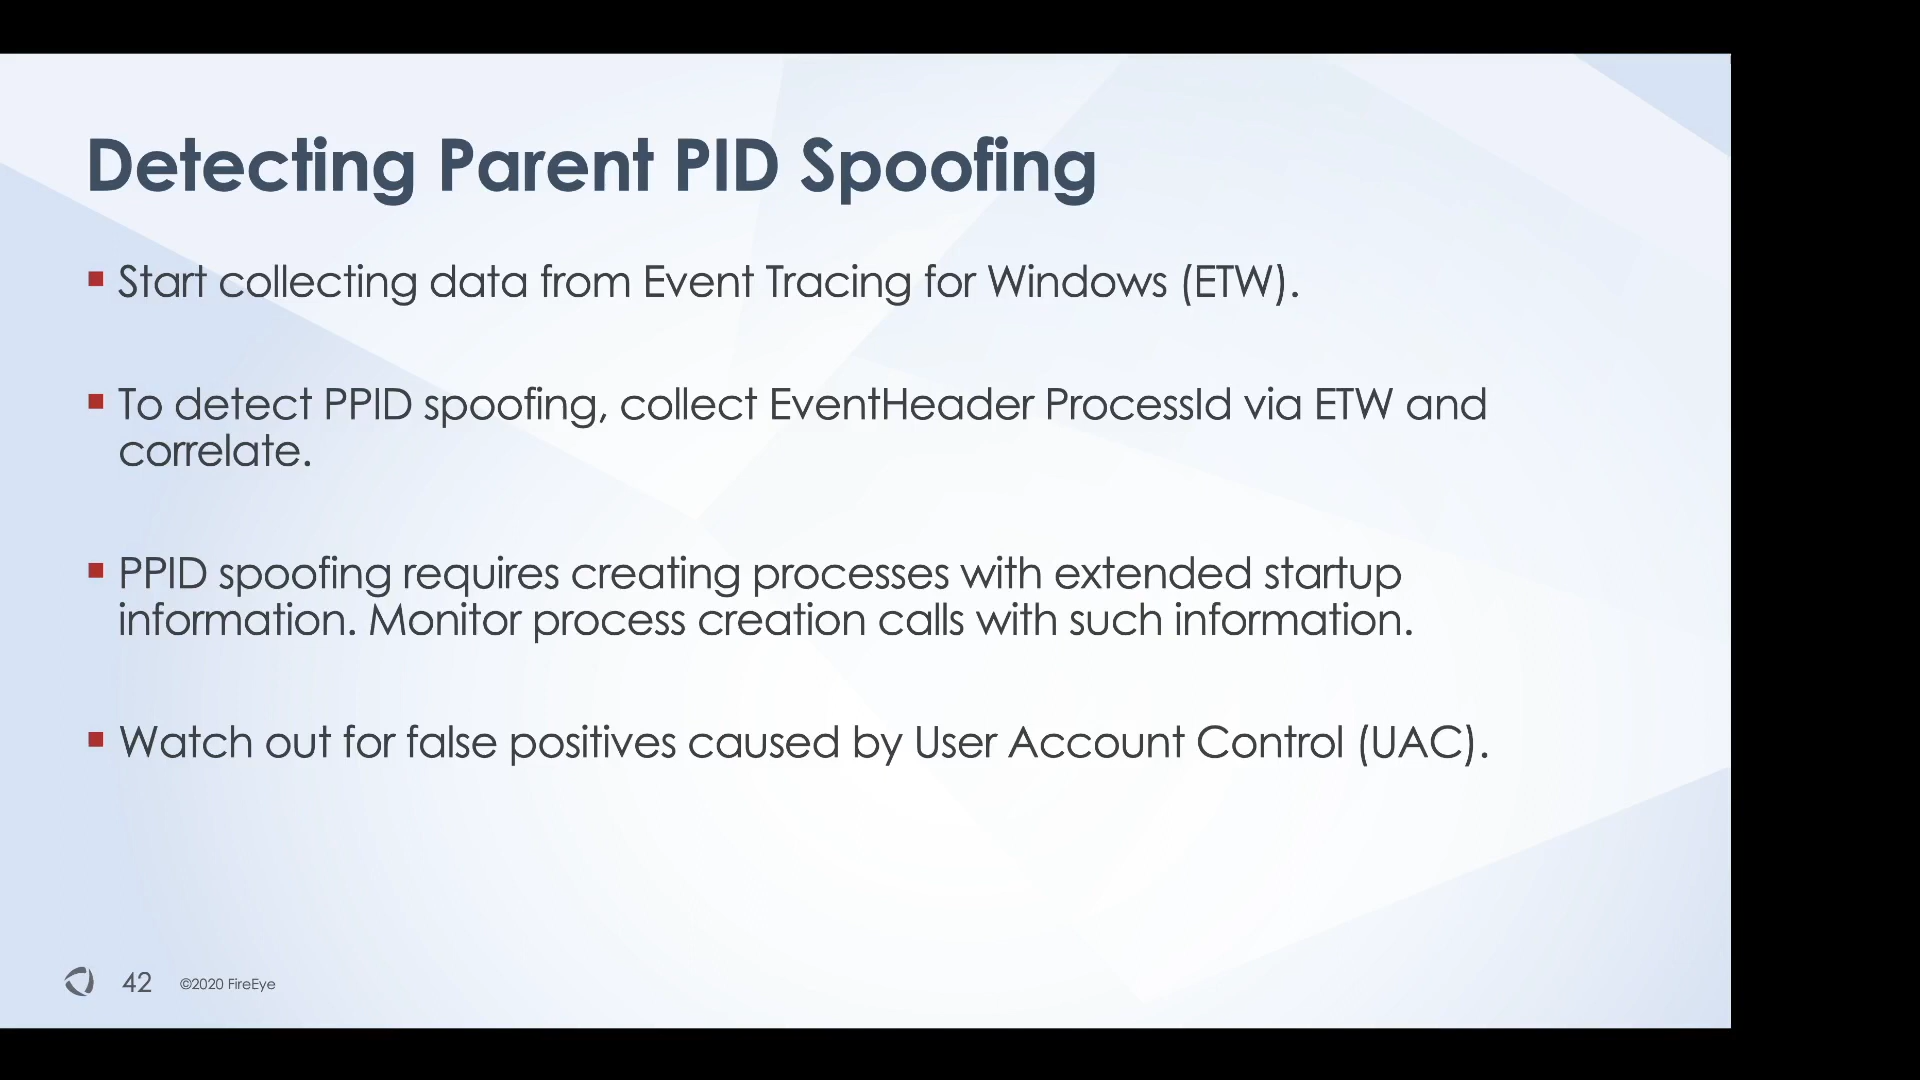 Detecting Parent PID Spoofing
▪ Start collecting data from Event Tracing for Windows (ETW).
▪ To detect PPID spoofing, collect EventHeader ProcessId via ETW and
correlate.
▪ PPID spoofing requires creating processes with extended startup
information. Monitor process creation calls with such information.
▪ Watch out for false positives caused by User Account Control (UAC).
42 ©2020 FireEye